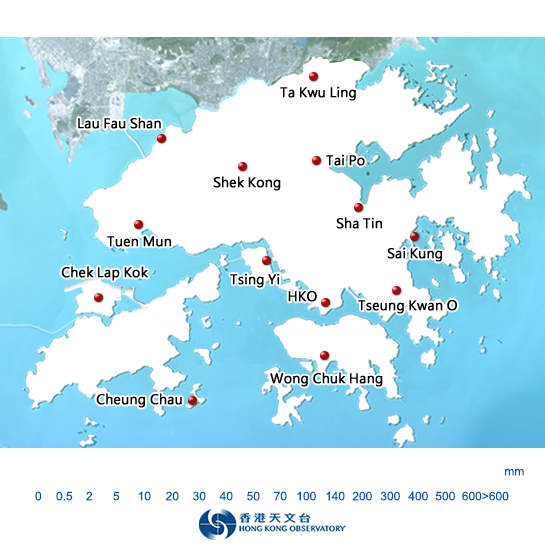 Ta Kwu Ling
Lau Fau Shan
Tai Po
Shek Kong
Sha Tin
Tuen Mun
Sai Kung
Chek Lap Kok
Tsing Yi
HKO
Tseung Kwan O
Wong Chuk Hang
Cheung Chau
mm
0 0.5 2 5 10 20 30 40 50 70 100 140 200 300 400 500 600>600
香港天文台
HONG KONG OBSERVATORY